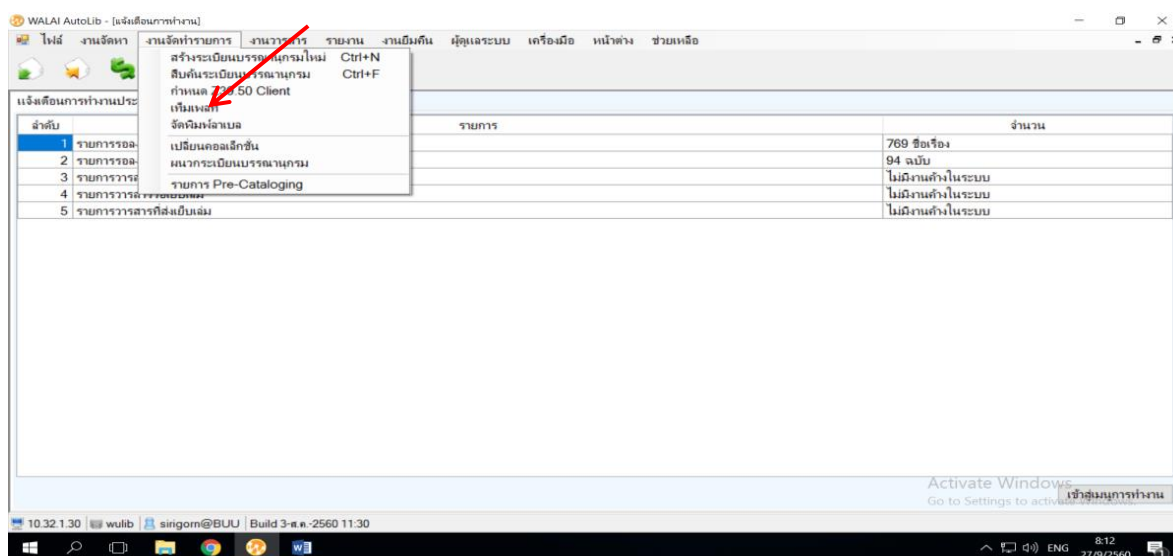 WALAI AutoLib - [แจ้งเตือนการทำงาน]
ไฟล์ งานจัดหา งานจัดทำรายการ งานวารสาร รายงาน งานยืมคืน ผู้ดูแลระบบ เครื่องมือ หน้าต่าง ช่วยเหลือ
สร้างระเบียนบรรณานุกรมใหม่ Ctrl+N
สืบค้นระเบียนบรรณานุกรม Ctrl+F
กำหนด Z39.50 Client
เท็มเพลท
จัดพิมพ์ลาเบล
เปลี่ยนคอลเล็กชั่น
ผนวกระเบียนบรรณานุกรม
รายการ Pre-Cataloging
แจ้งเตือนการทำงานประ
ลำดับ รายการ จำนวน
1 รายการรอ 769 ชื่อเรื่อง
2 รายการรอ 94 ฉบับ
3 รายการวารส ไม่มีงานค้างในระบบ
4 รายการวารสารรอเย็บเล่ม ไม่มีงานค้างในระบบ
5 รายการวารสารที่ส่งเย็บเล่ม ไม่มีงานค้างในระบบ
Activate Windows
Go to Settings to activate Windows.
เข้าสู่เมนูการทำงาน
10.32.1.30 wulib sirigorn@BUU Build 3-ส.ค.-2560 11:30
ENG 8:12
27/9/2560